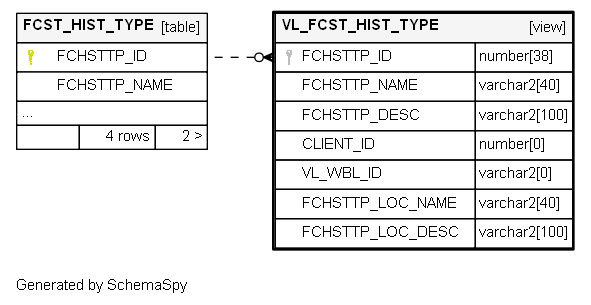 FCST_HIST_TYPE [table]
FCHSTTP_ID
FCHSTTP_NAME
...
4 rows 2 >
VL_FCST_HIST_TYPE [view]
FCHSTTP_ID number[38]
FCHSTTP_NAME varchar2[40]
FCHSTTP_DESC varchar2[100]
CLIENT_ID number[0]
VL_WBL_ID varchar2[0]
FCHSTTP_LOC_NAME varchar2[40]
FCHSTTP_LOC_DESC varchar2[100]
Generated by SchemaSpy